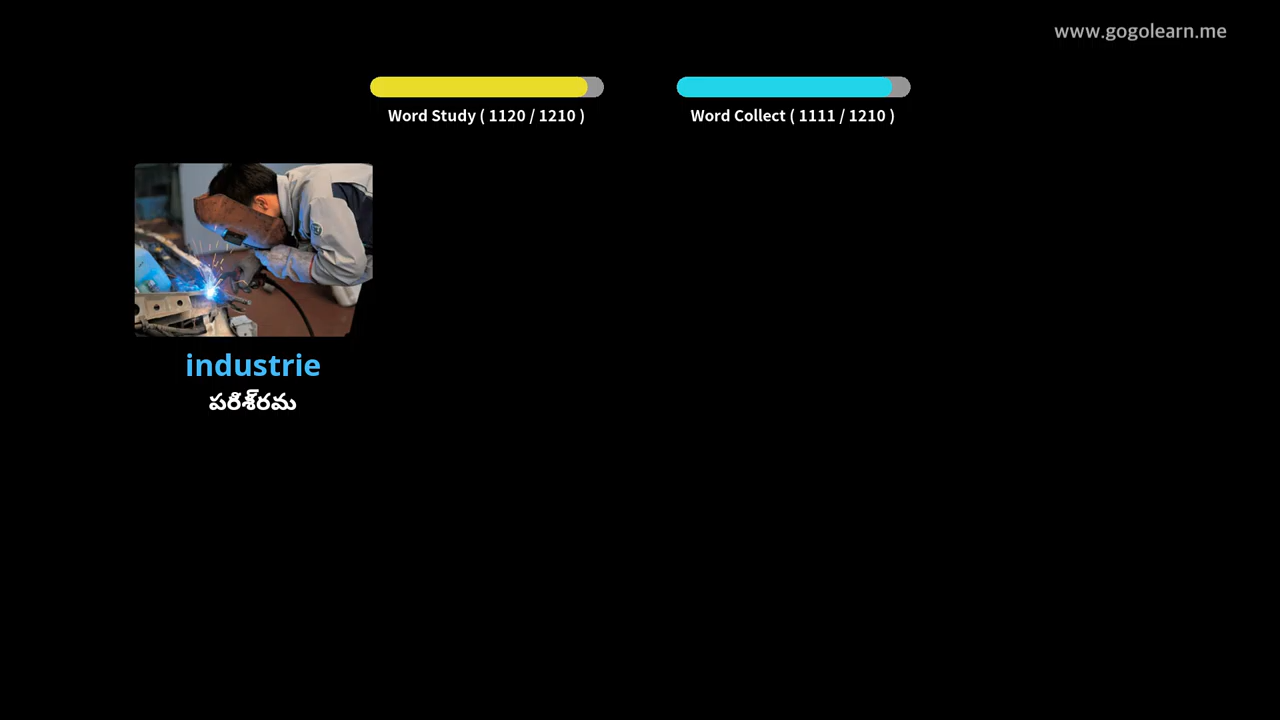 www.gogolearn.me
Word Study ( 1120 / 1210 )
Word Collect ( 1111 / 1210 )
industrie
పరిశ్రమ